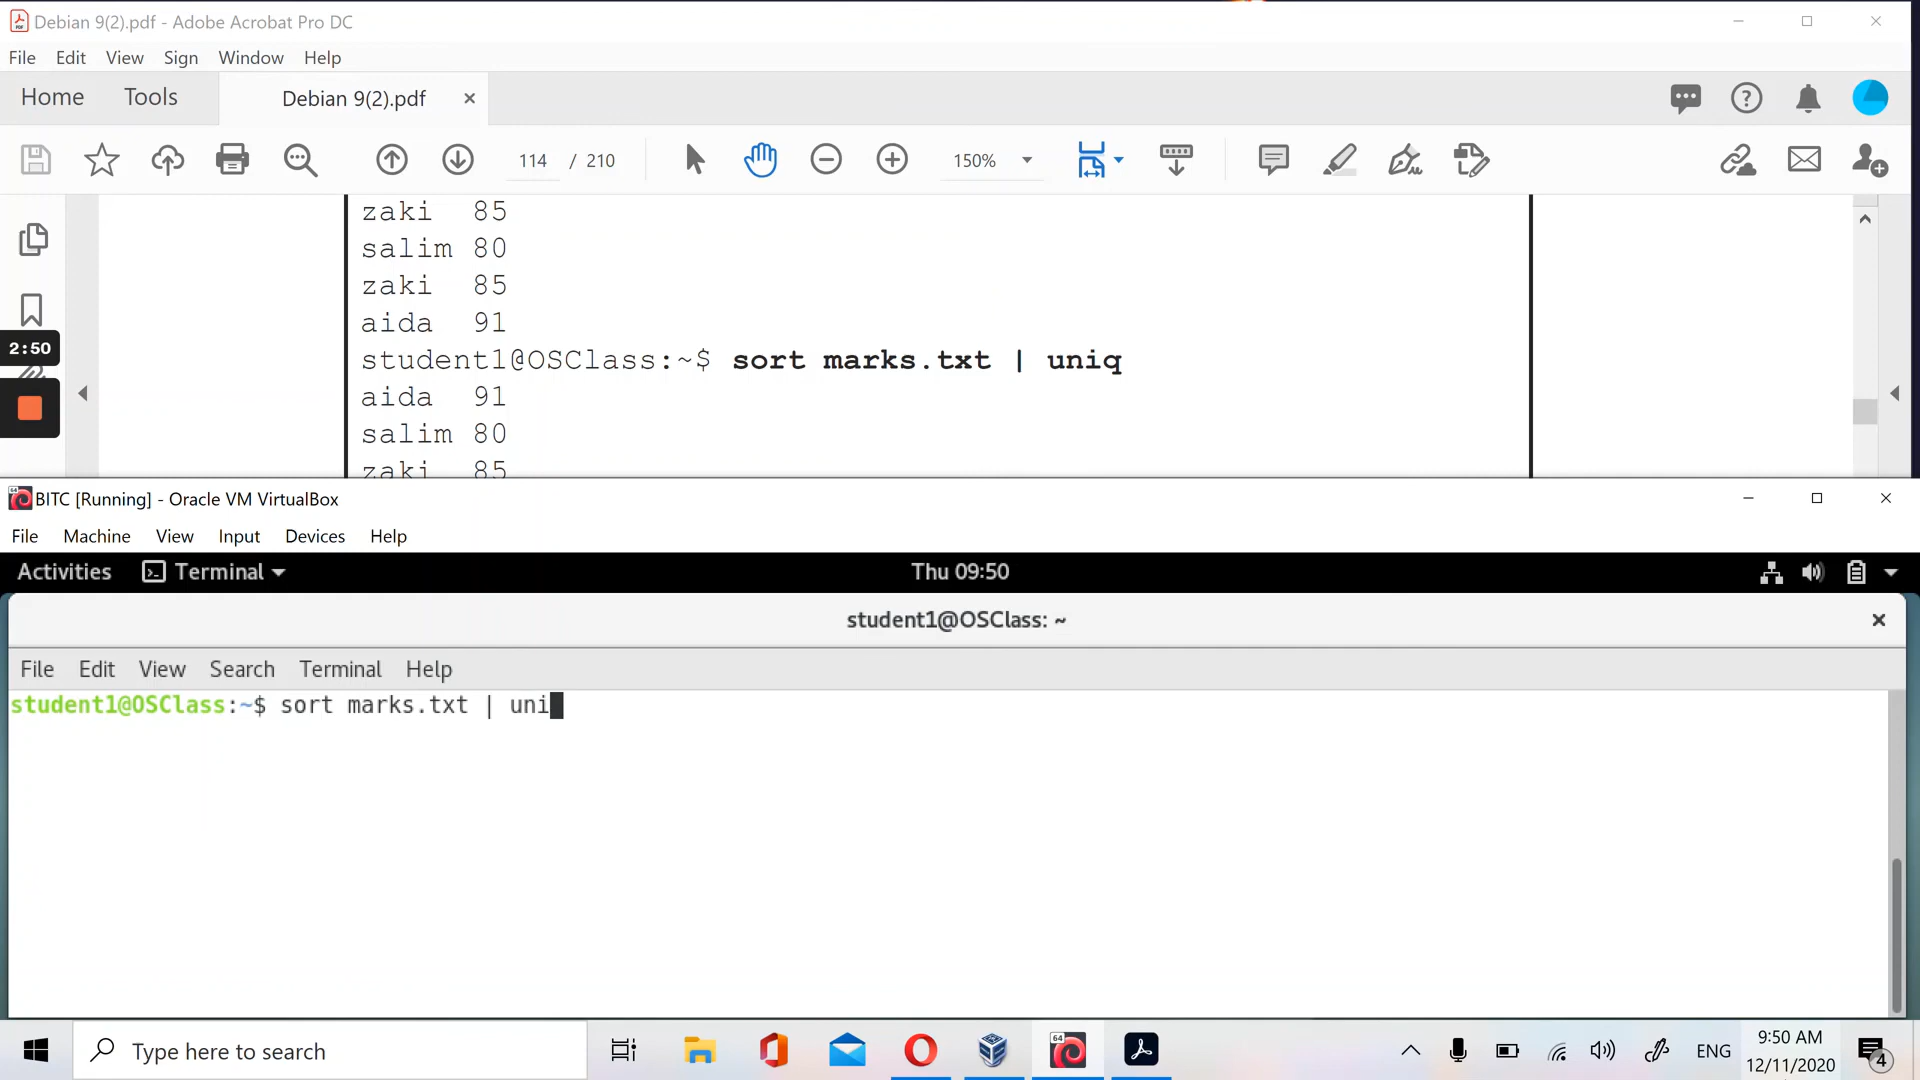 Debian 9(2).pdf - Adobe Acrobat Pro DC
File Edit View Sign Window Help
Home Tools Debian 9(2).pdf
114 / 210 150%
zaki 85
salim 80
zaki 85
aida 91
2:50
student1@OSClass:~$ sort marks.txt | uniq
aida 91
salim 80
zaki 85
BITC [Running] - Oracle VM VirtualBox
File Machine View Input Devices Help
Activities Terminal Thu 09:50
student1@OSClass: ~
File Edit View Search Terminal Help
student1@OSClass:~$ sort marks.txt | uni
Type here to search
64
ENG
9:50 AM
12/11/2020
4